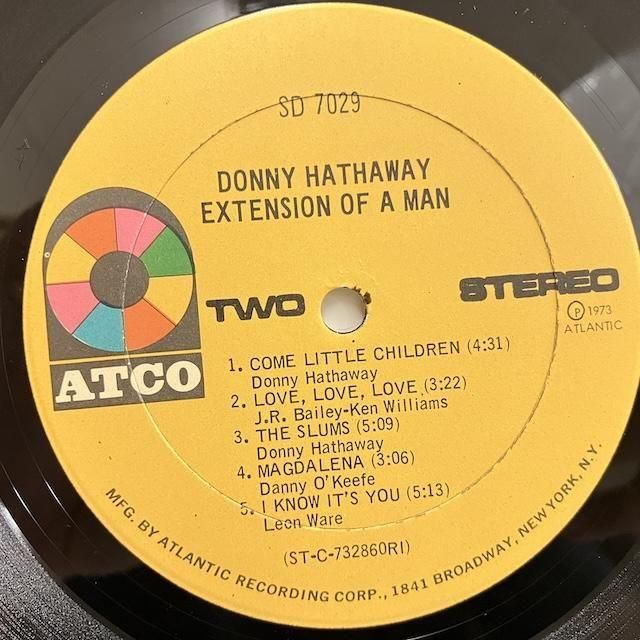 SD 7029
DONNY HATHAWAY
EXTENSION OF A MAN
ATCO
TWO
STEREO
Ⓟ 1973
ATLANTIC
1. COME LITTLE CHILDREN (4:31)
Donny Hathaway
2. LOVE, LOVE, LOVE (3:22)
J.R. Bailey-Ken Williams
3. THE SLUMS (5:09)
Donny Hathaway
4. MAGDALENA (3:06)
Danny O'Keefe
5. I KNOW IT'S YOU (5:13)
Leon Ware
(ST-C-732860RI)
MFG. BY ATLANTIC RECORDING CORP., 1841 BROADWAY, NEW YORK, N.Y.